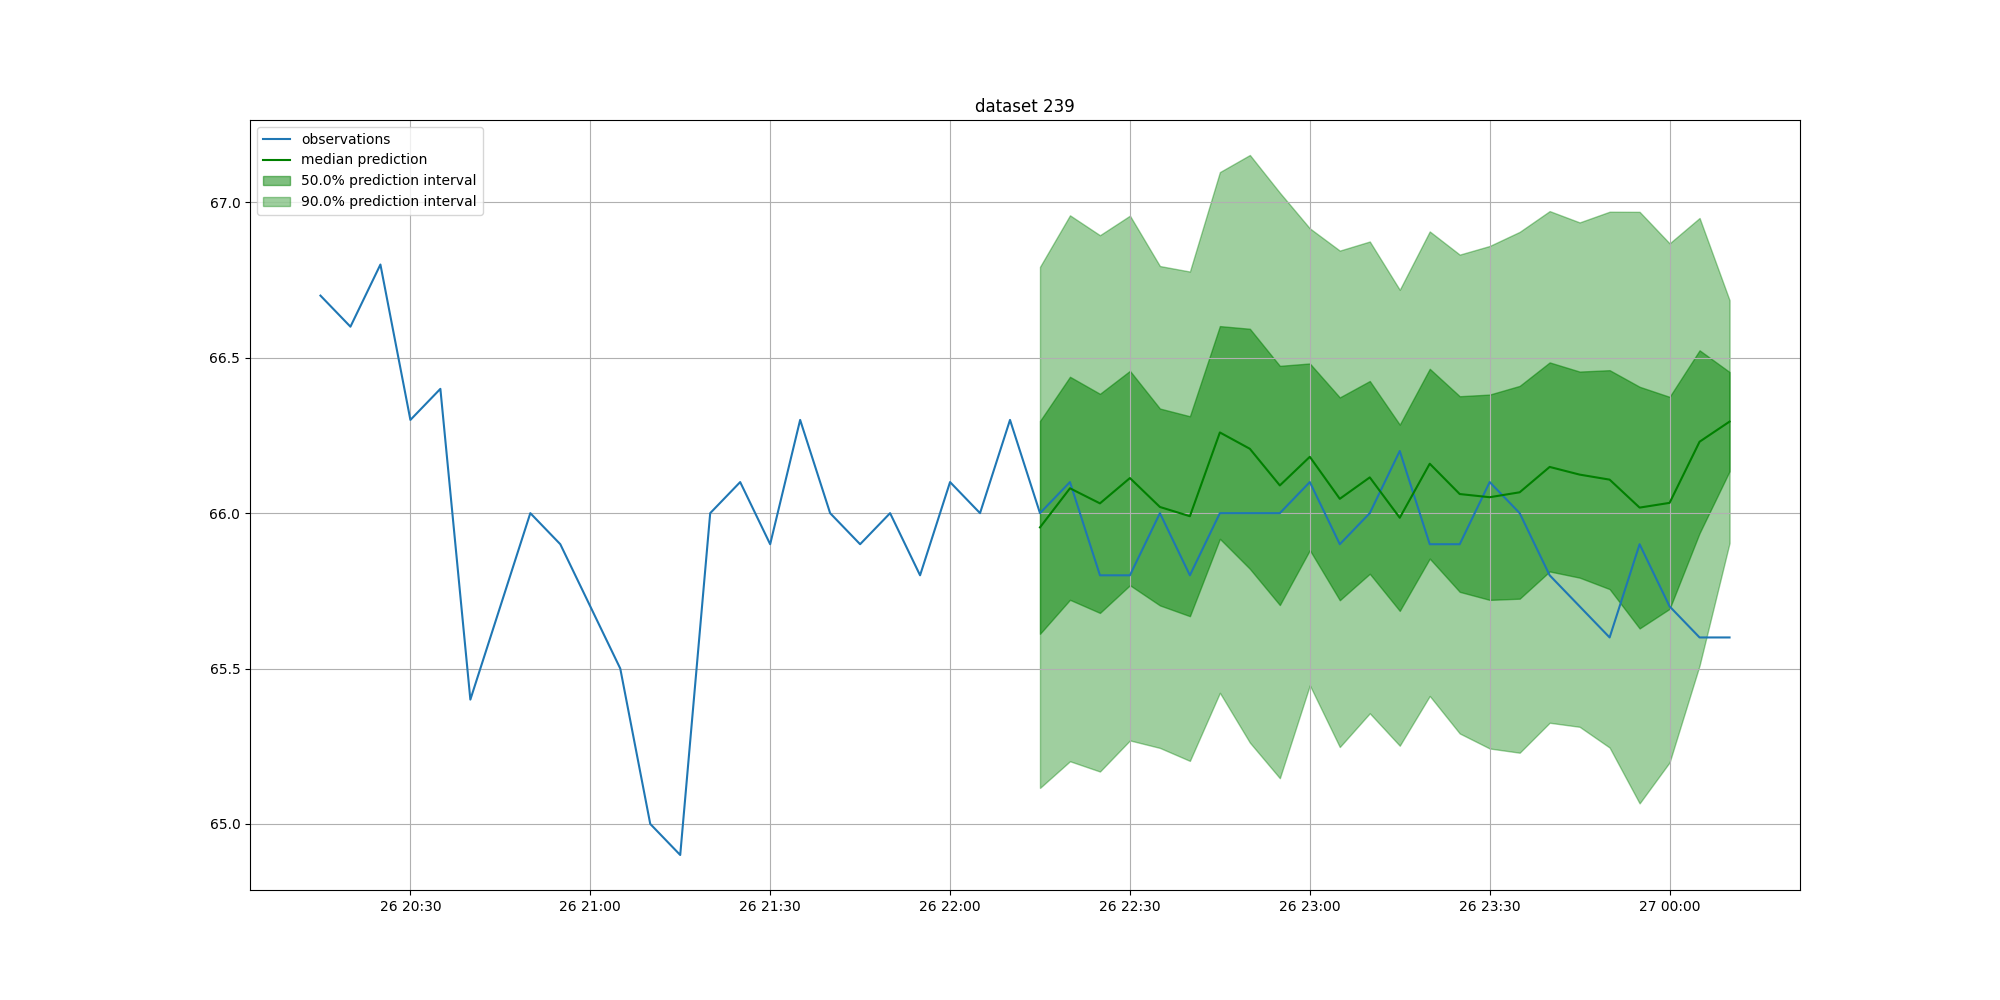 dataset 239
observations
median prediction
50.0% prediction interval
90.0% prediction interval
67.0
66.5
66.0
65.5
65.0
26 20:30
26 21:00
26 21:30
26 22:00
26 22:30
26 23:00
26 23:30
27 00:00